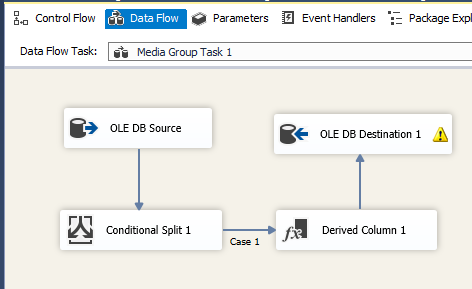 Control Flow Data Flow Parameters Event Handlers Package Expl
Data Flow Task: Media Group Task 1
OLE DB Source
OLE DB Destination 1
Conditional Split 1
Case 1
Derived Column 1